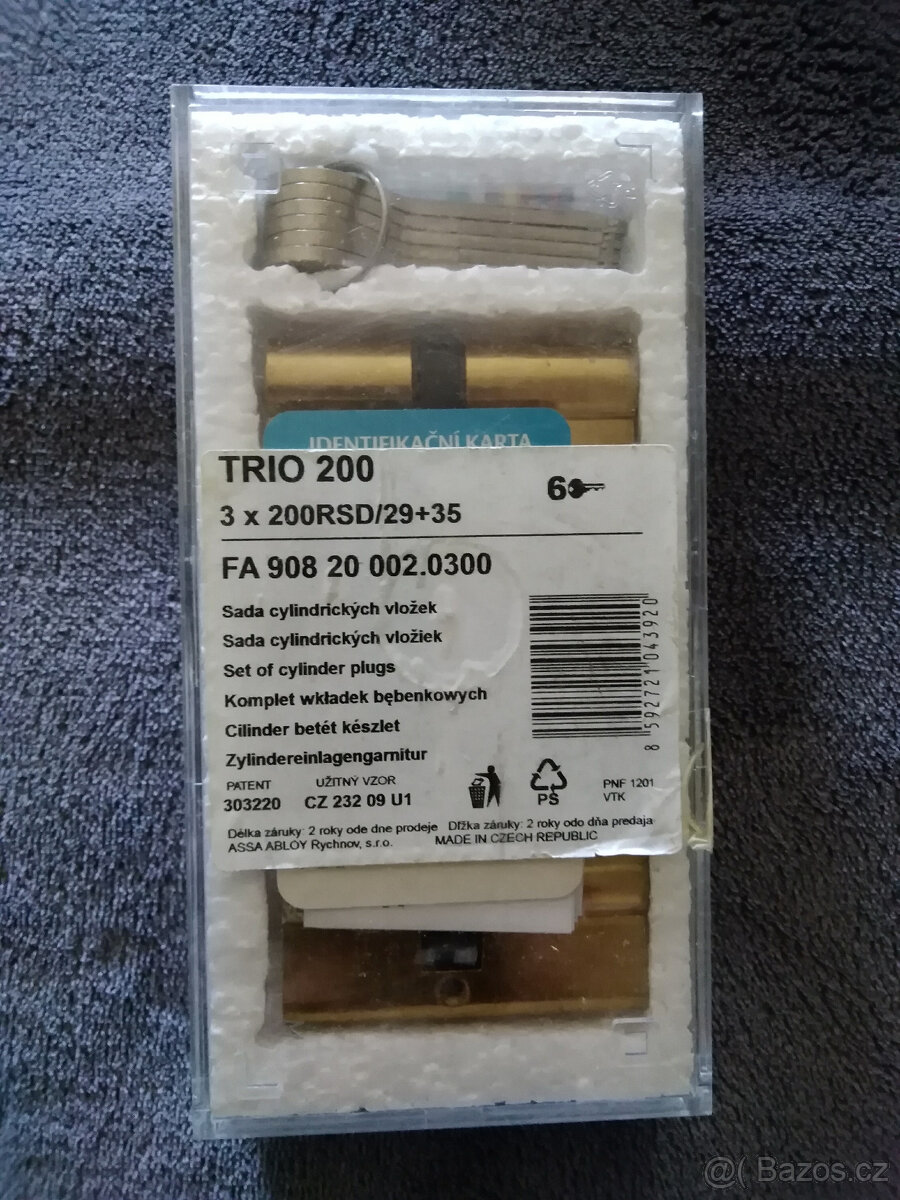 IDENTIFIKAČNÍ KARTA
TRIO 200
6
3 x 200RSD/29+35
FA 908 20 002.0300
Sada cylindrických vložek
Sada cylindrických vložiek
Set of cylinder plugs
Komplet wkładek bębenkowych
Cilinder betét készlet
Zylindereinlagengarnitur
8 592721 043920
PATENT
303220
UŽITNÝ VZOR
CZ 232 09 U1
PS
PNF 1201
VTK
Délka záruky: 2 roky ode dne prodeje Dĺžka záruky: 2 roky odo dňa predaja
ASSA ABLOY Rychnov, s.r.o. MADE IN CZECH REPUBLIC
@( Bazos.cz